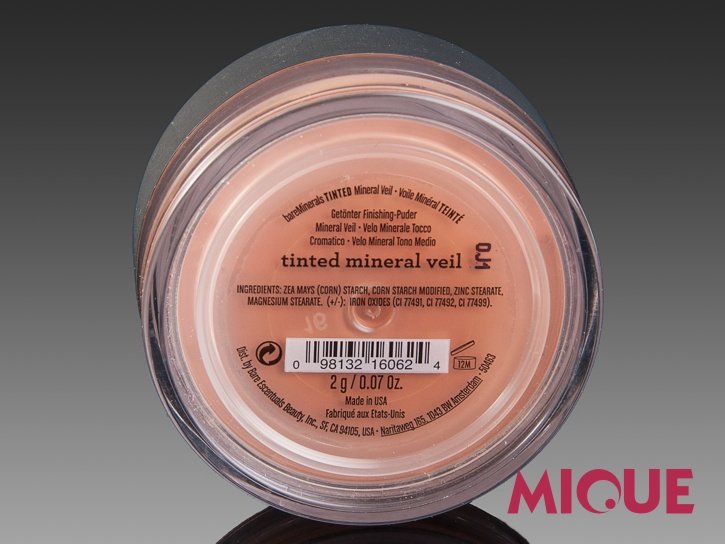 bareMinerals TINTED Mineral Veil • Voile Minéral TEINTÉ
Getönter Finishing-Puder
Mineral Veil • Velo Minerale Tocco
Cromatico • Velo Mineral Tono Medio
tinted mineral veil
0J1
INGREDIENTS: ZEA MAYS (CORN) STARCH, CORN STARCH MODIFIED, ZINC STEARATE,
MAGNESIUM STEARATE. (+/-): IRON OXIDES (CI 77491, CI 77492, CI 77499).
0 98132 16062 4
12M
2 g / 0.07 Oz.
Made in USA
Fabriqué aux Etats-Unis
Dist. by Bare Escentuals Beauty, Inc., SF, CA 94105, USA • Naritaweg 165, 1043 BW Amsterdam • 50463
MIQUE